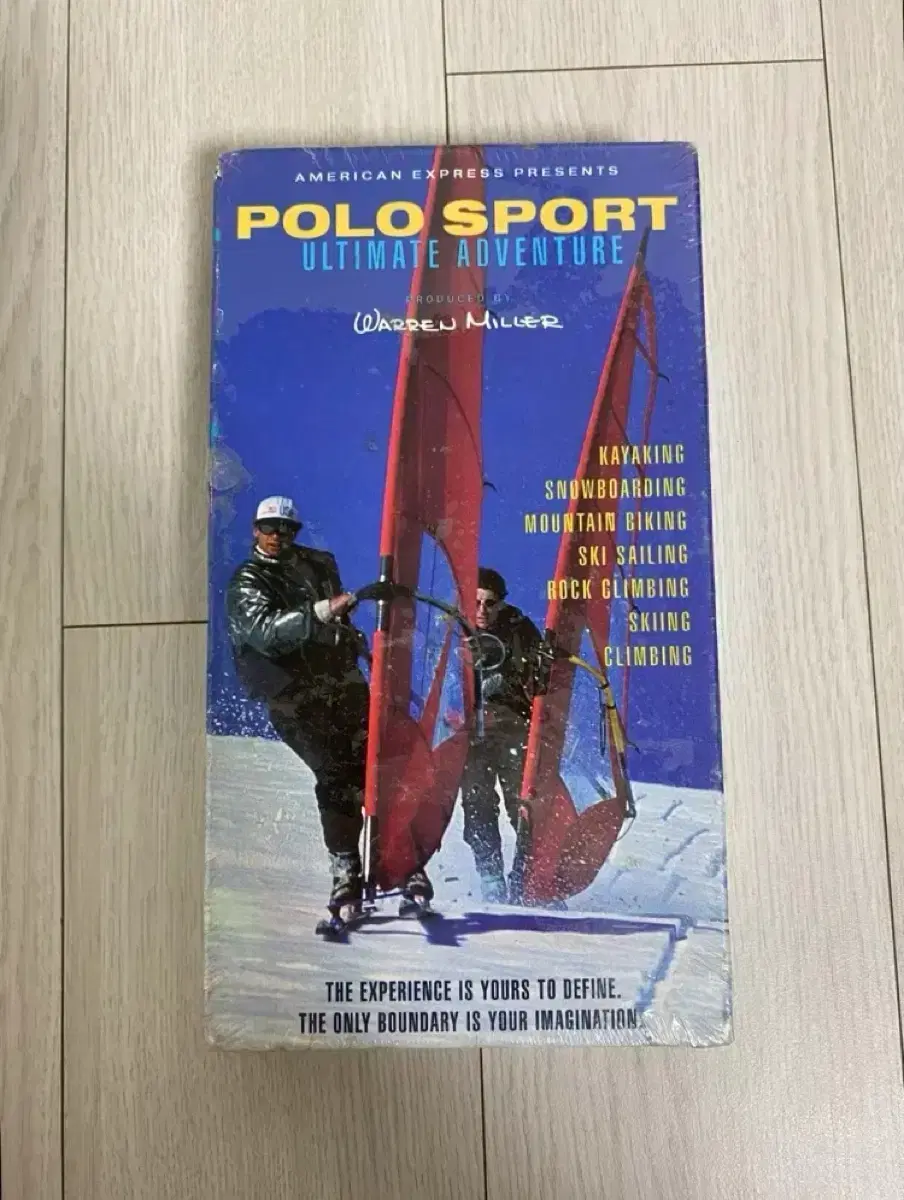 AMERICAN EXPRESS PRESENTS
POLO SPORT
ULTIMATE ADVENTURE
PRODUCED BY
WARREN MILLER
KAYAKING
SNOWBOARDING
MOUNTAIN BIKING
SKI SAILING
ROCK CLIMBING
SKIING
CLIMBING
THE EXPERIENCE IS YOURS TO DEFINE.
THE ONLY BOUNDARY IS YOUR IMAGINATION.